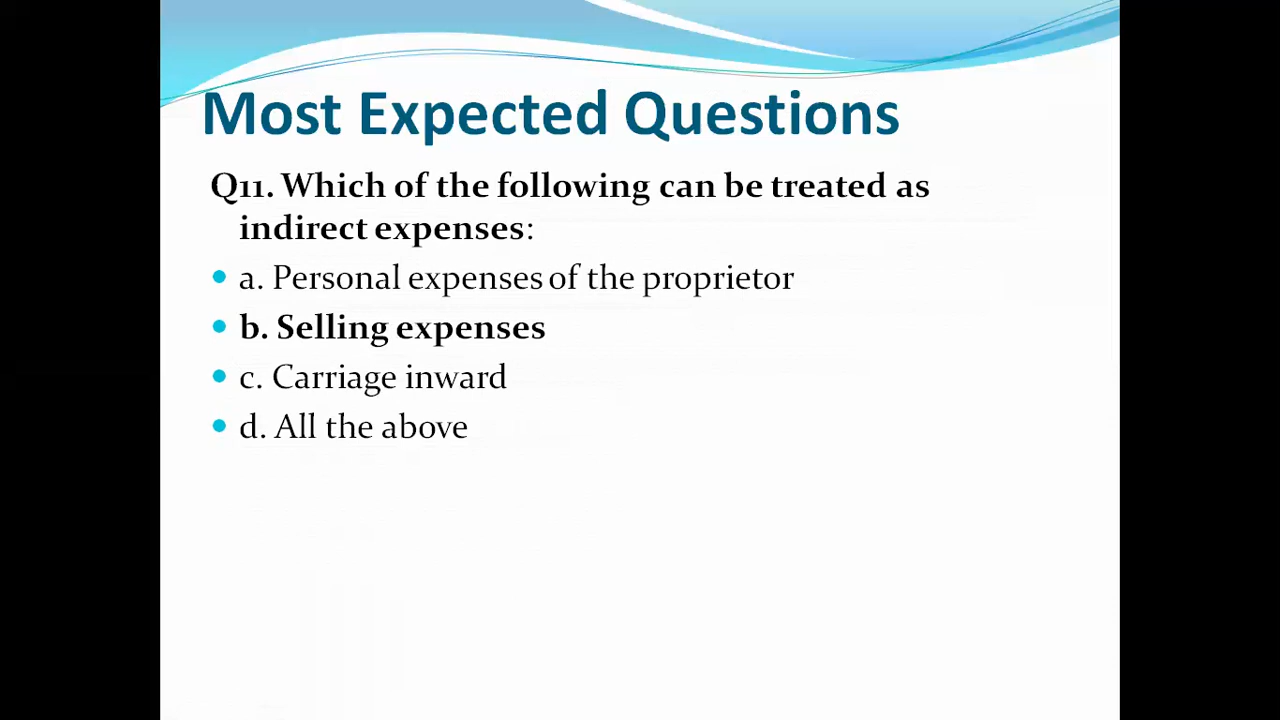 Most Expected Questions
Q11. Which of the following can be treated as
indirect expenses:
• a. Personal expenses of the proprietor
• b. Selling expenses
• c. Carriage inward
• d. All the above